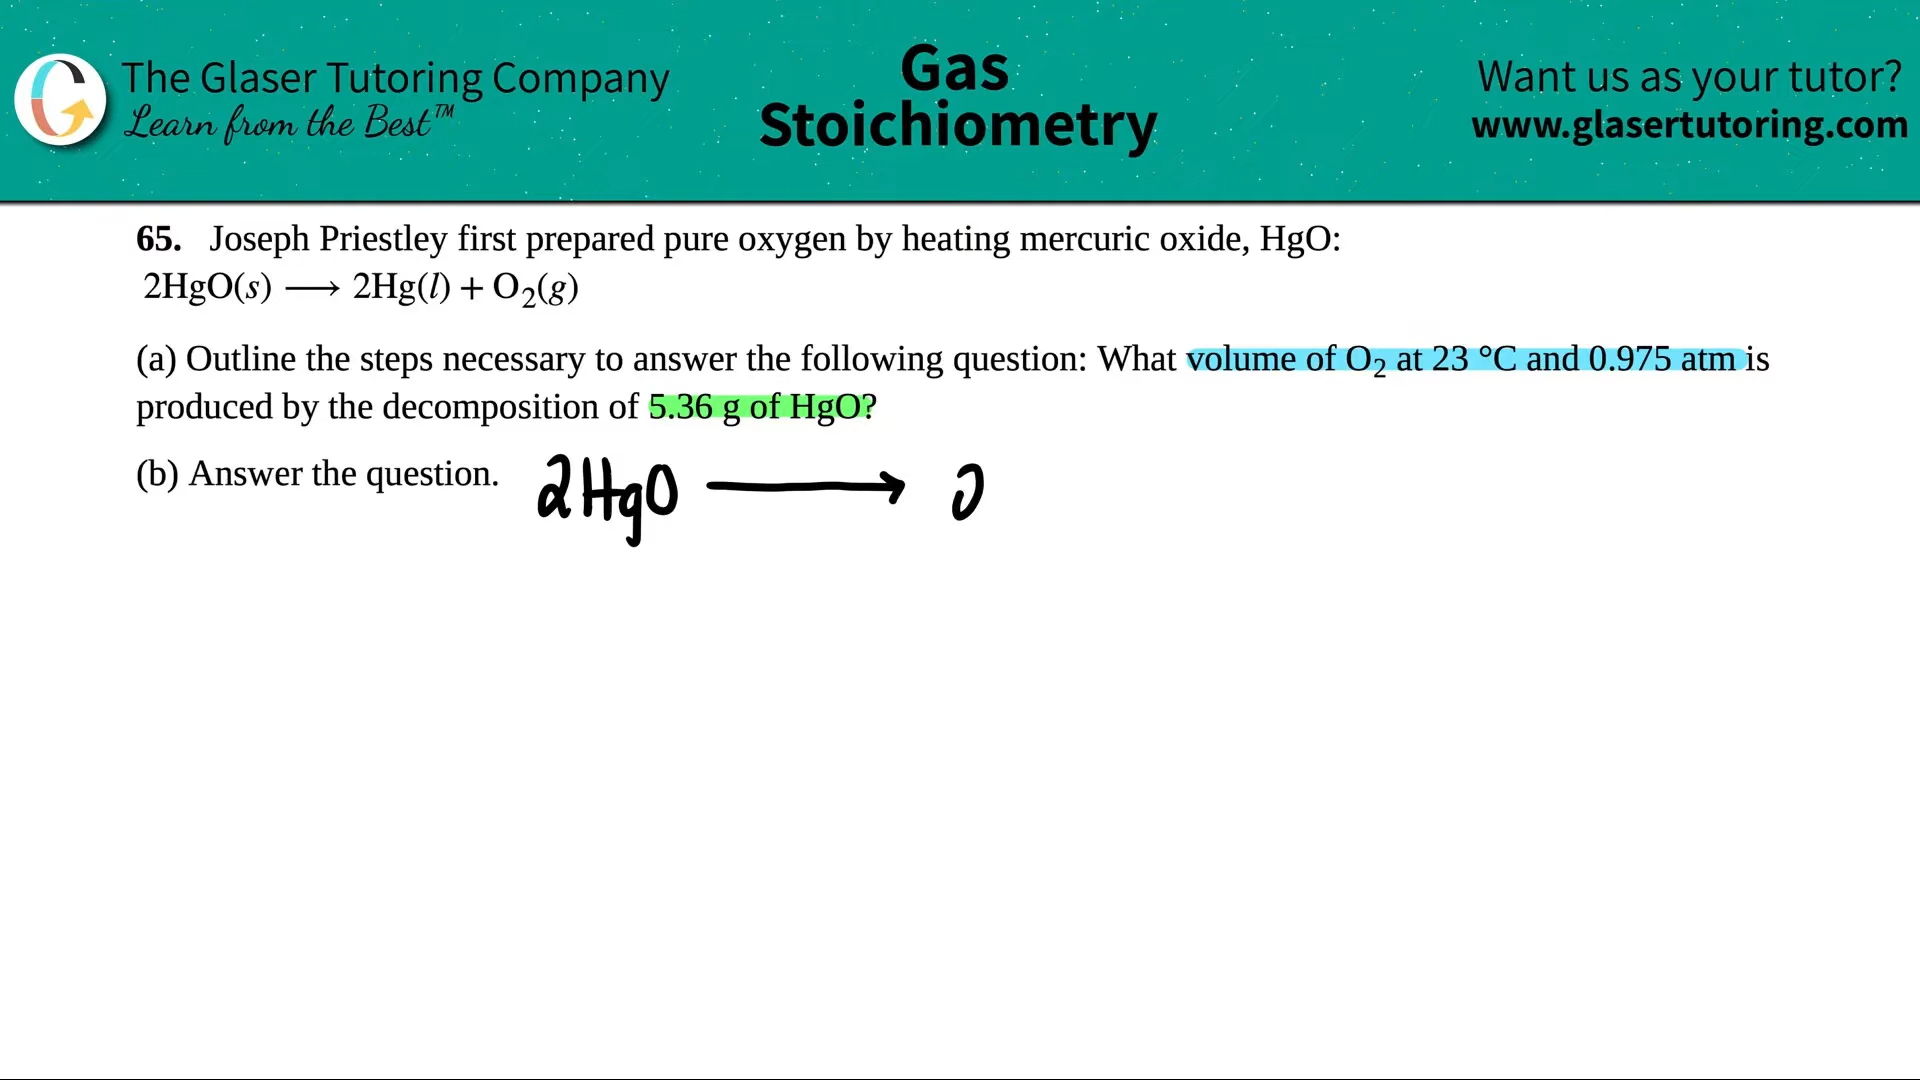 The Glaser Tutoring Company
Learn from the Best™
Gas
Stoichiometry
Want us as your tutor?
www.glasertutoring.com
65. Joseph Priestley first prepared pure oxygen by heating mercuric oxide, HgO:
2HgO(s) ⟶ 2Hg(l) + O₂(g)
(a) Outline the steps necessary to answer the following question: What volume of O₂ at 23 °C and 0.975 atm is
produced by the decomposition of 5.36 g of HgO?
(b) Answer the question.
2HgO ⟶